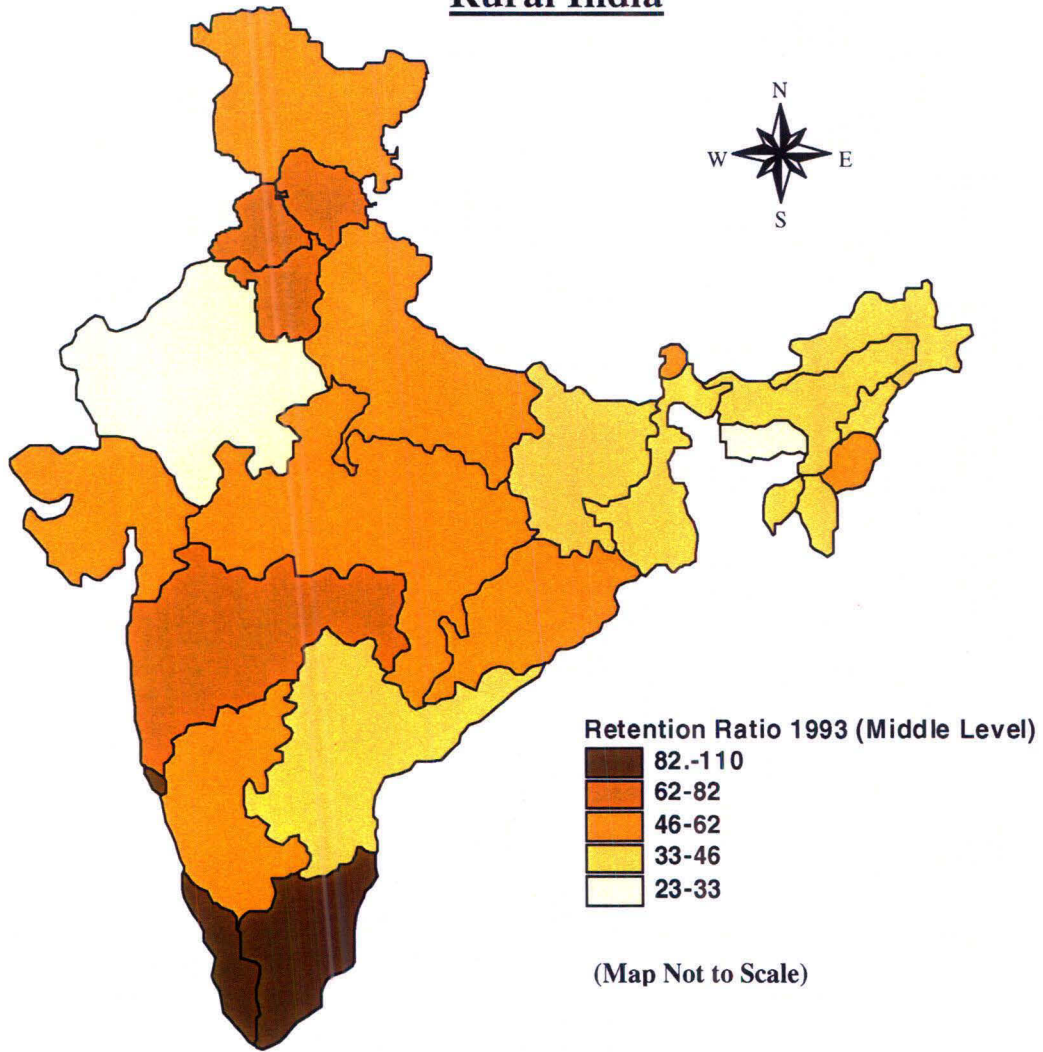 Rural India
N
W E
S
Retention Ratio 1993 (Middle Level)
82.-110
62-82
46-62
33-46
23-33
(Map Not to Scale)